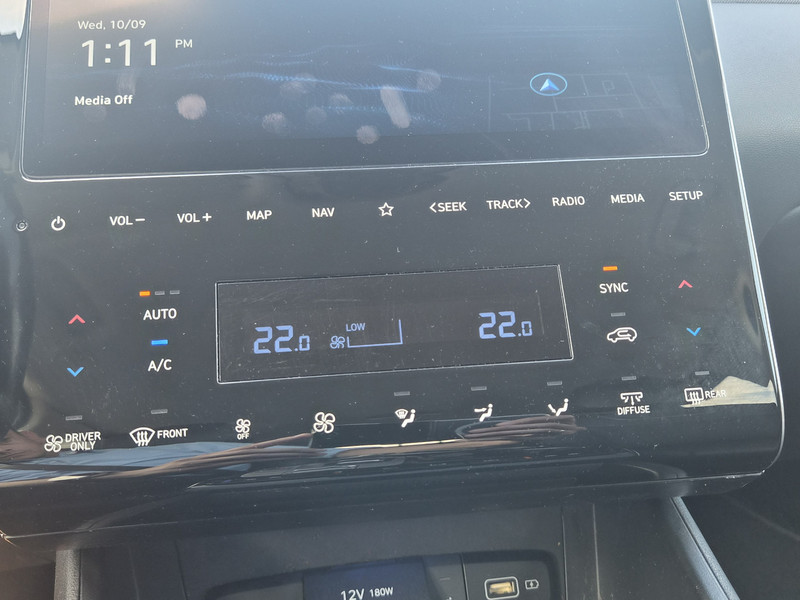 Wed, 10/09
1:11 PM
Media Off
P
VOL− VOL+ MAP NAV <SEEK TRACK> RADIO MEDIA SETUP
AUTO
SYNC
LOW
22.0 22.0
A/C
DRIVER ONLY
FRONT
OFF
DIFFUSE
REAR
12V 180W